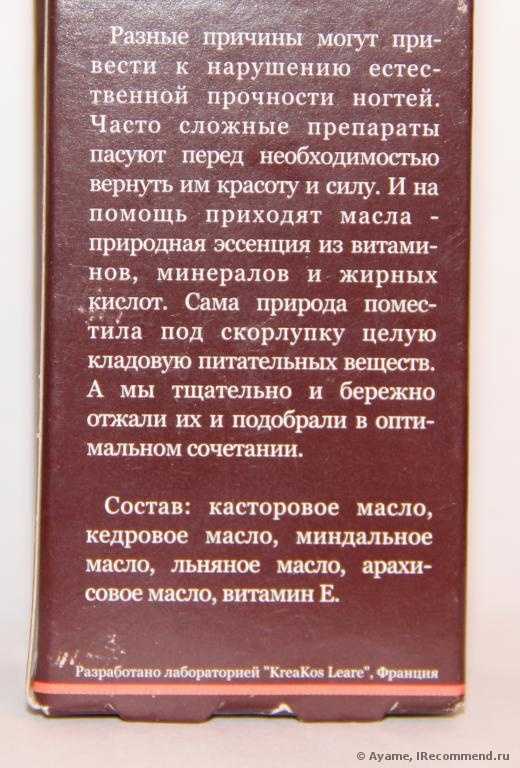 Разные причины могут при-
вести к нарушению естес-
твенной прочности ногтей.
Часто сложные препараты
пасуют перед необходимостью
вернуть им красоту и силу. И на
помощь приходят масла -
природная эссенция из витами-
нов, минералов и жирных
кислот. Сама природа помес-
тила под скорлупку целую
кладовую питательных веществ.
А мы тщательно и бережно
отжали их и подобрали в опти-
мальном сочетании.
Состав: касторовое масло,
кедровое масло, миндальное
масло, льняное масло, арахи-
совое масло, витамин Е.
Разработано лабораторией "KreaKos Leare", Франция
© Ayame, IRecommend.ru